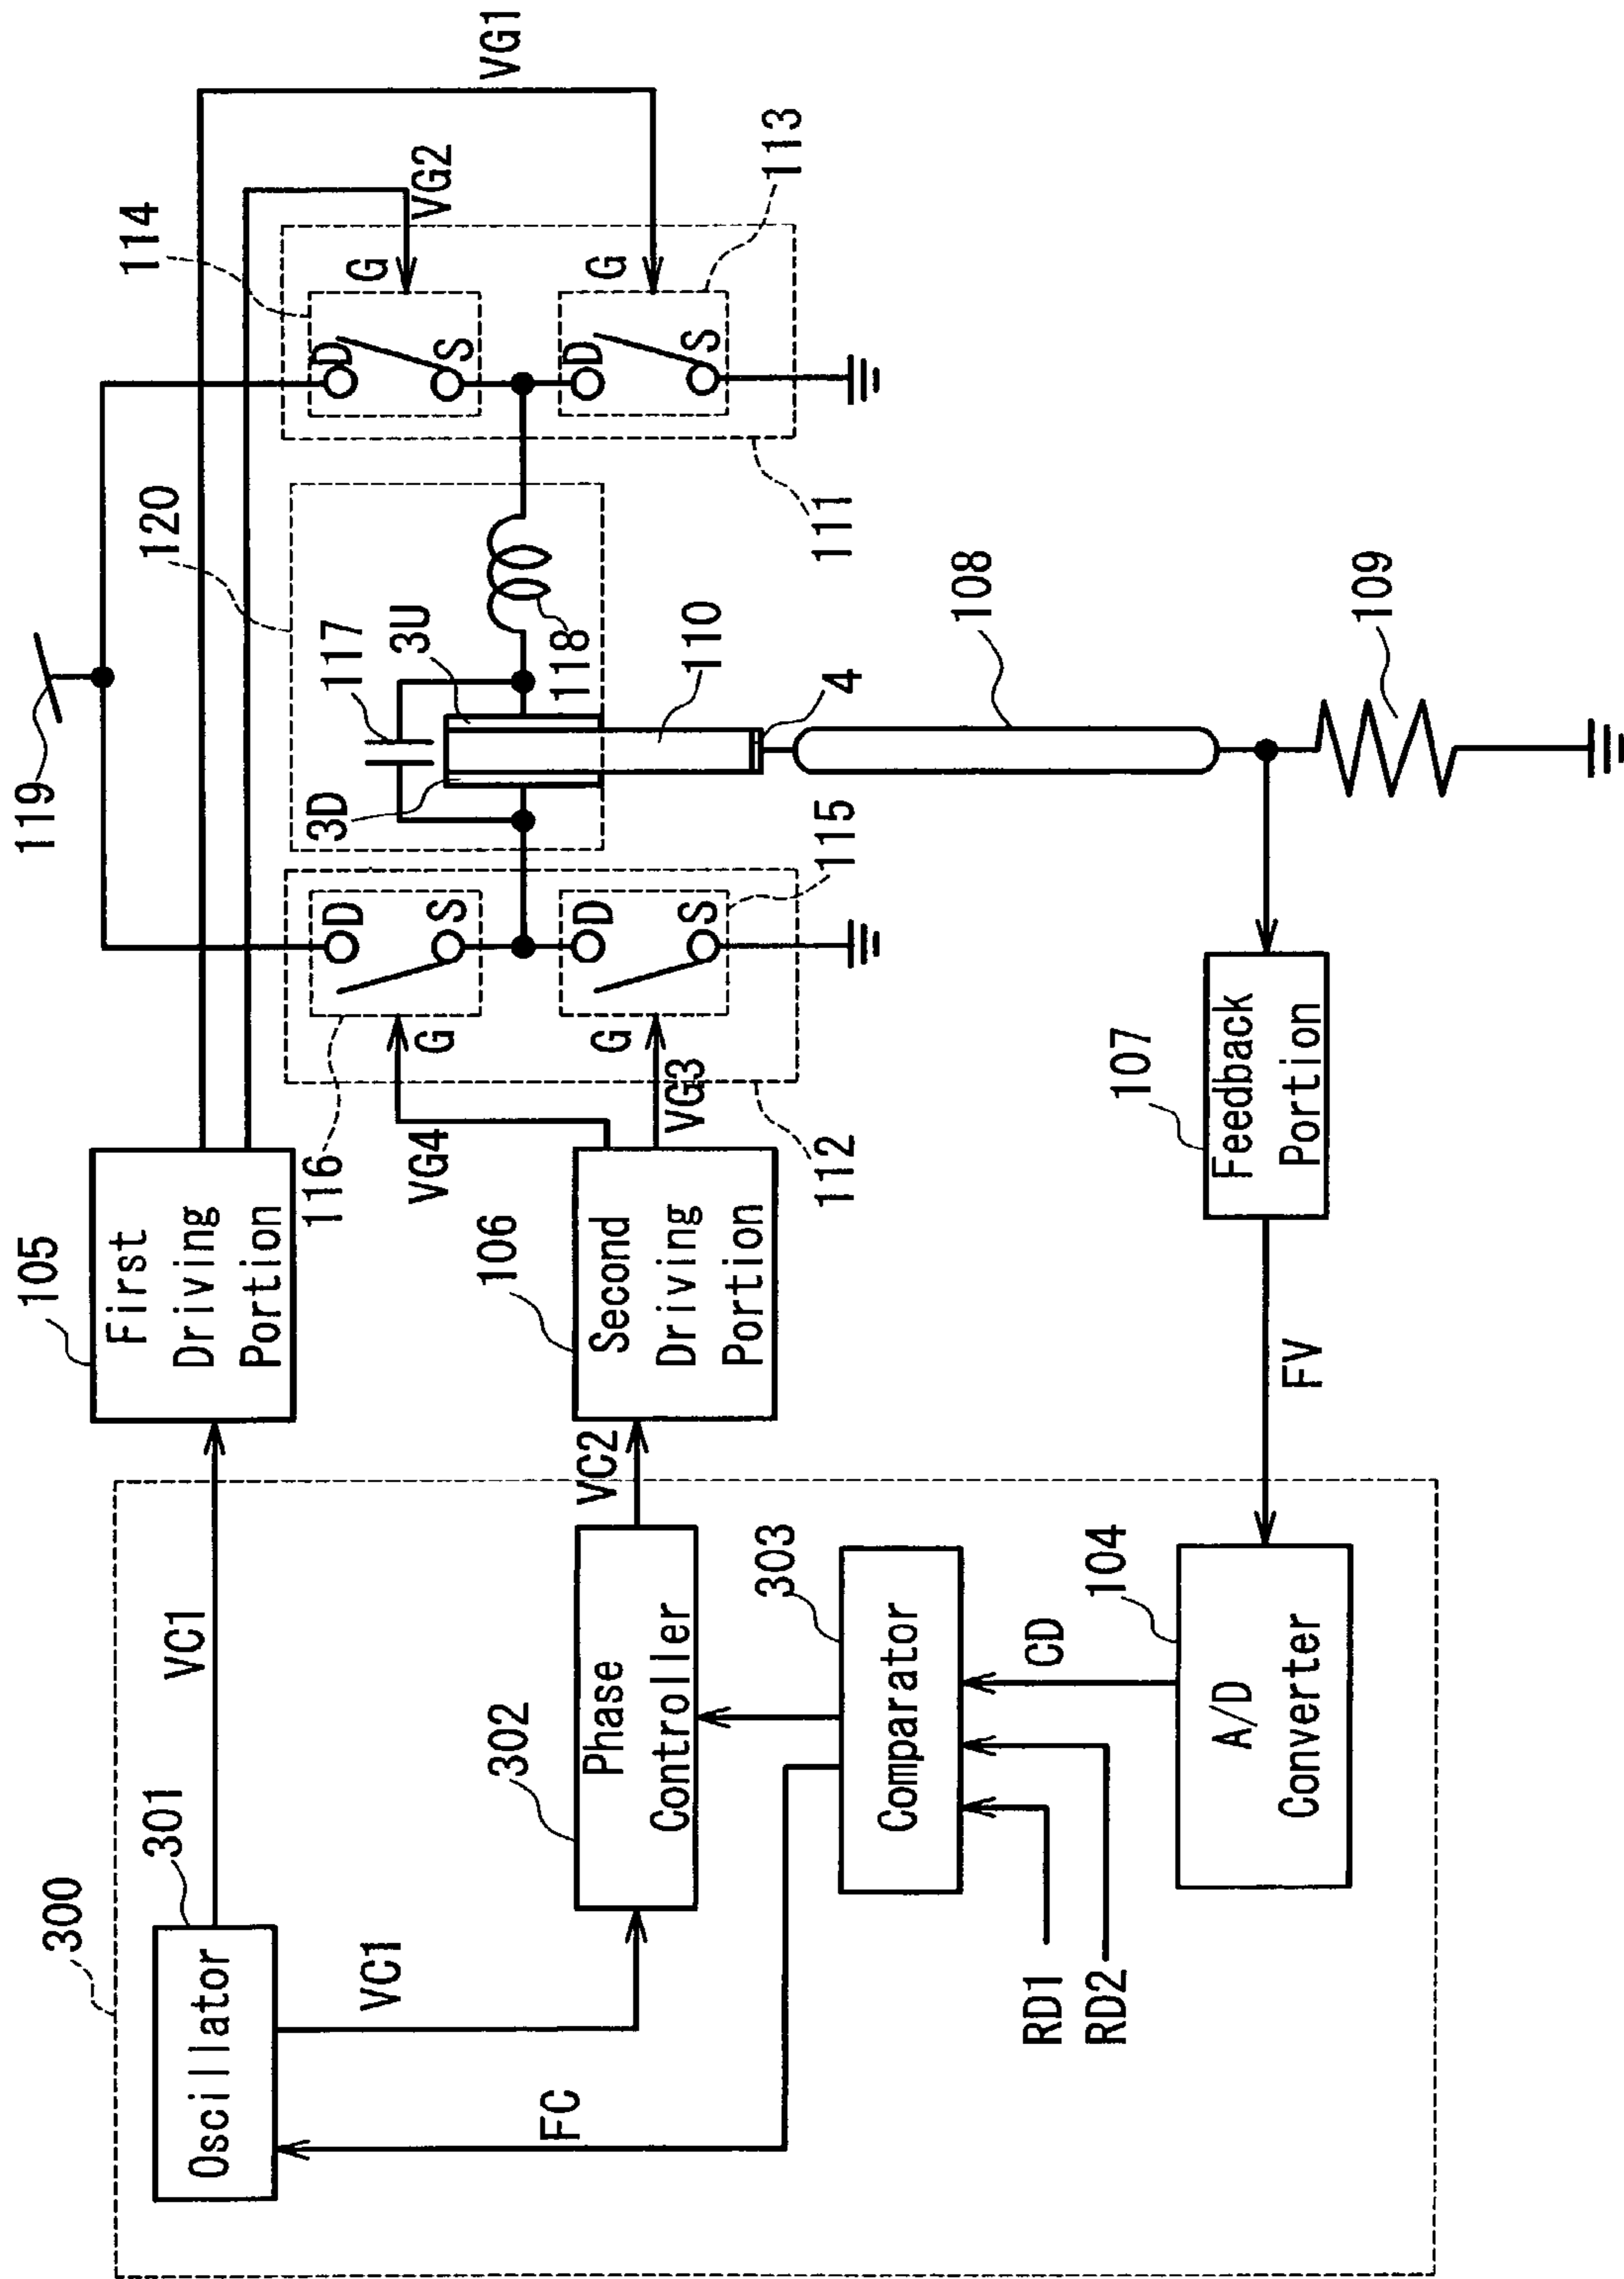 300
301
Oscillator
VC1
VC1
FC
302
Phase
Controller
VC2
303
Comparator
RD1
RD2
CD
104
A/D
Converter
FV
107
Feedback
Portion
105
First
Driving
Portion
106
Second
Driving
Portion
VG4
VG3
116
G
D
S
G
D
S
115
112
119
120
117
3D
3U
118
110
4
108
109
114
D
S
G
VG2
D
S
G
113
111
VG1